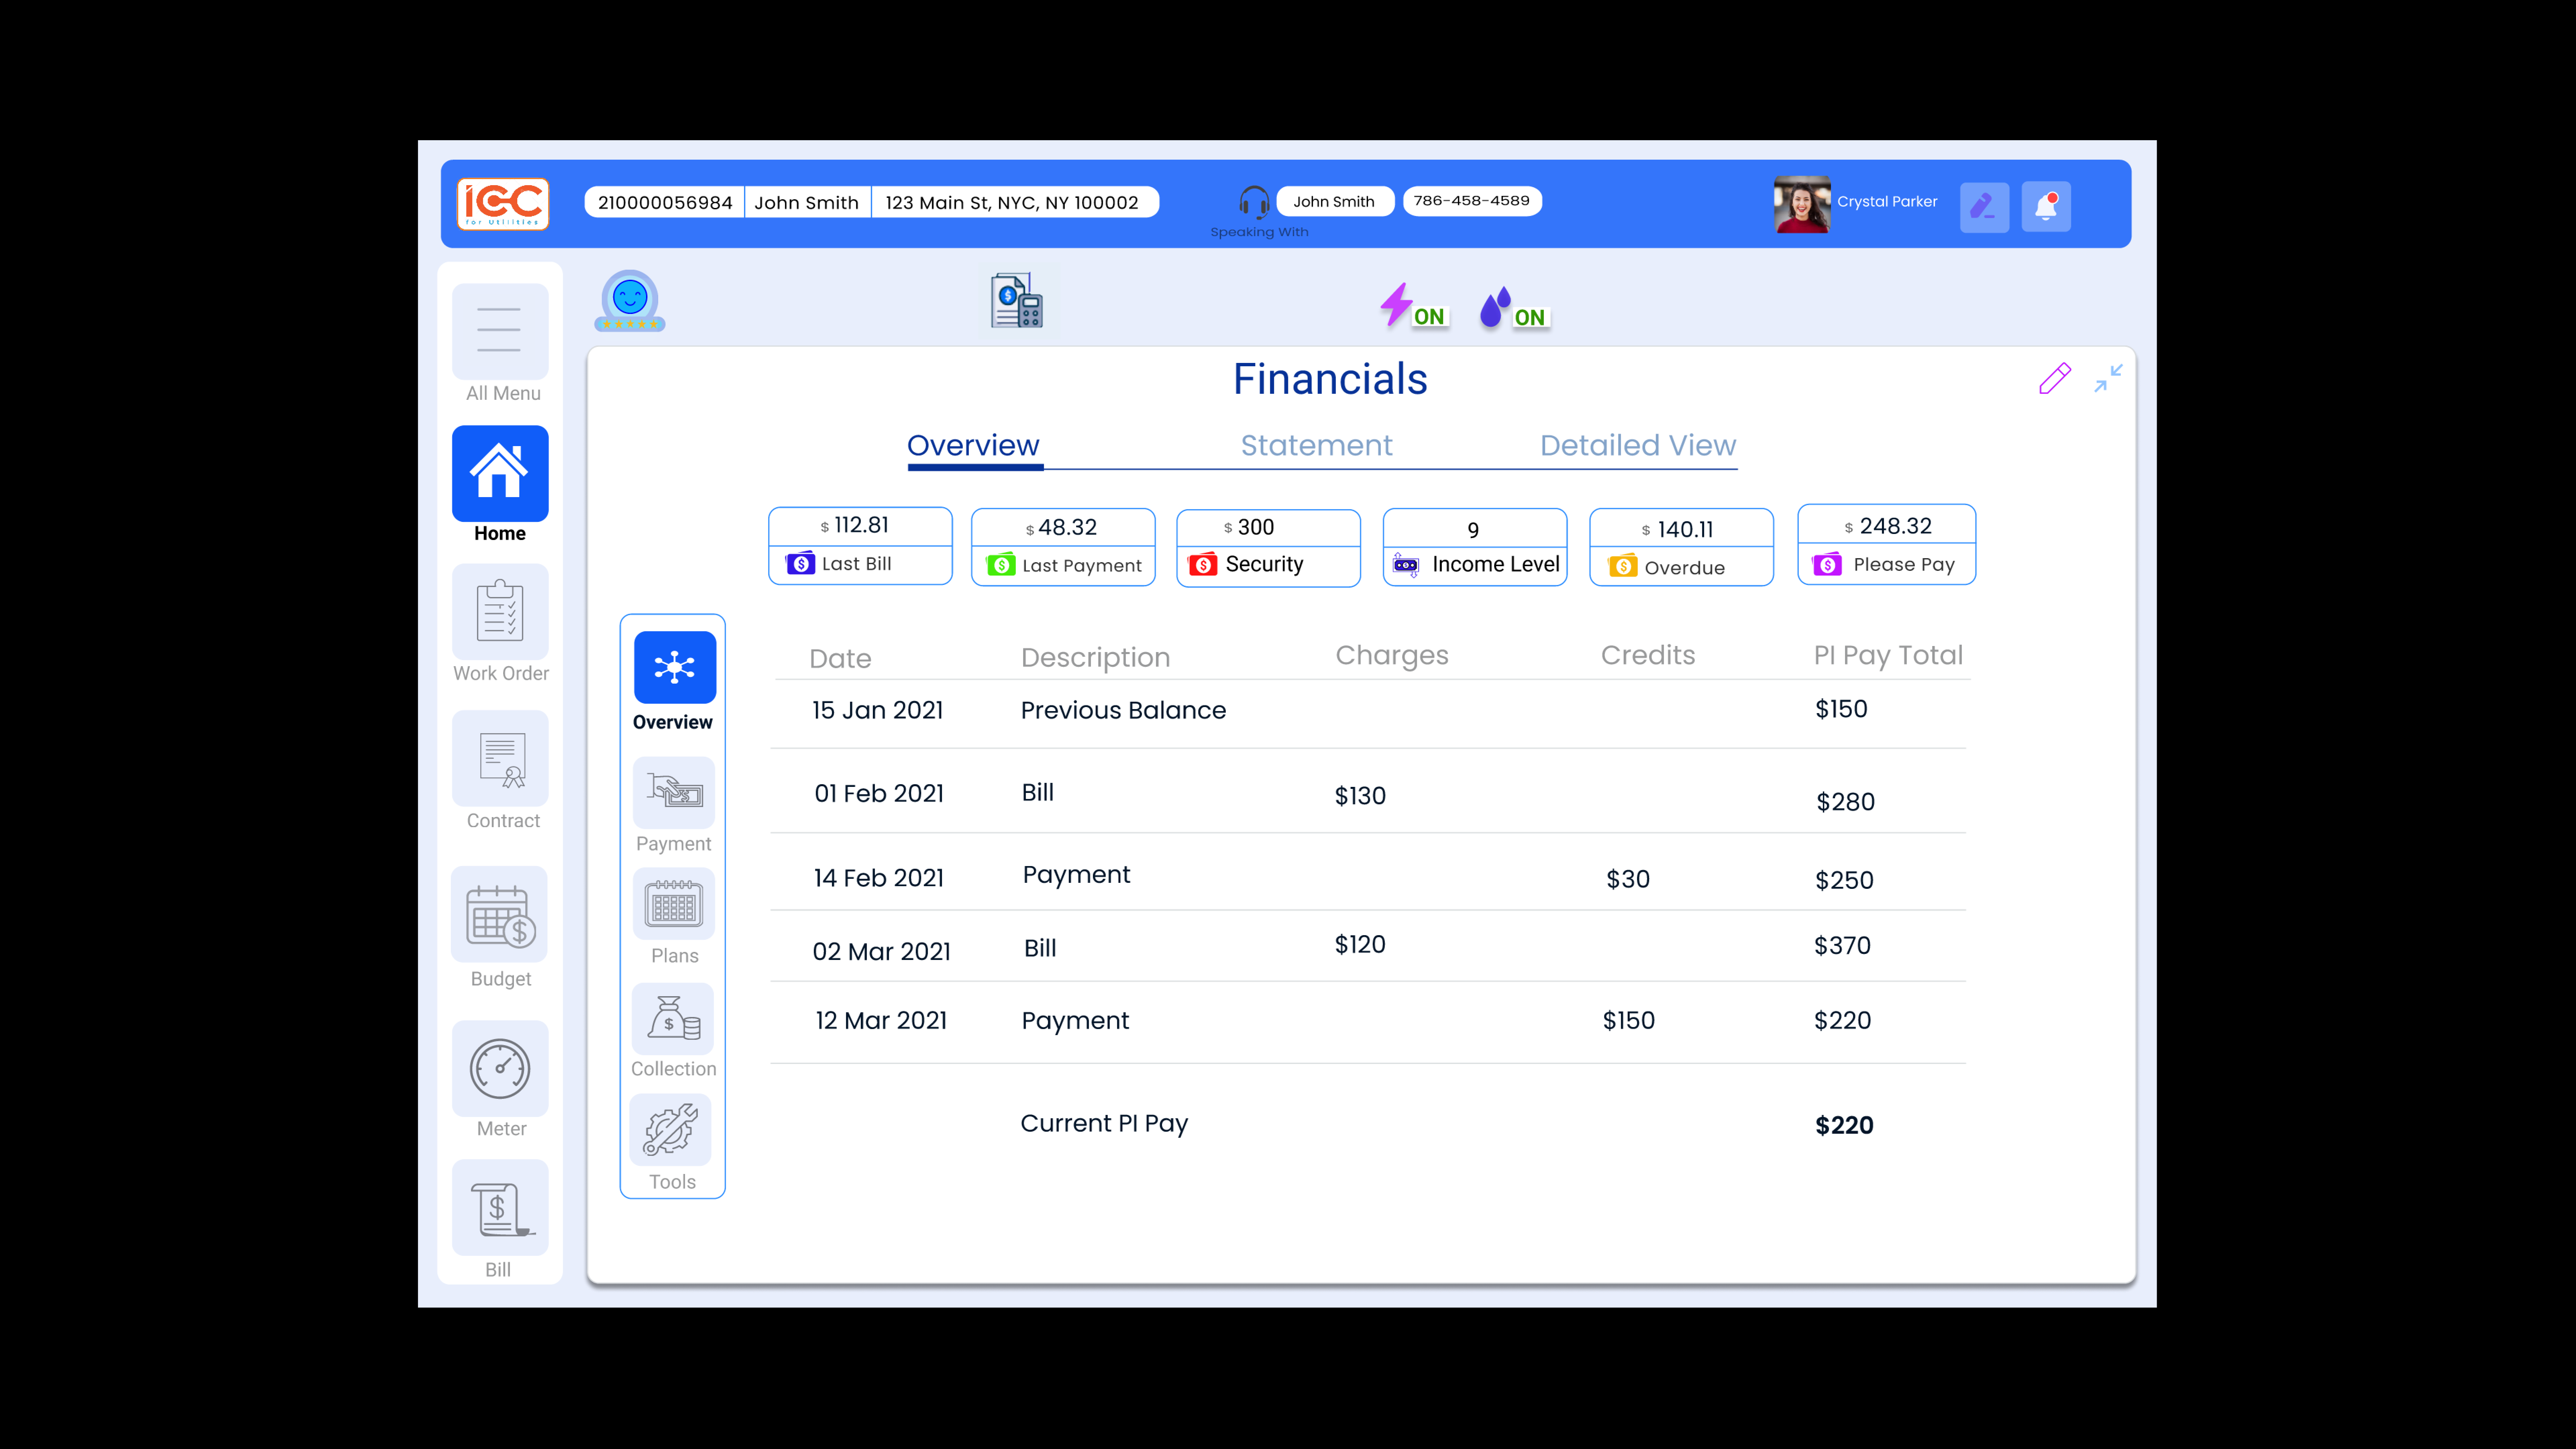 iCC
for Utilities
210000056984 John Smith 123 Main St, NYC, NY 100002
John Smith 786-458-4589
Speaking With
Crystal Parker
ON ON
All Menu
Home
Work Order
Contract
Budget
Meter
Bill
Financials
Overview Statement Detailed View
$ 112.81
Last Bill
$ 48.32
Last Payment
$ 300
Security
9
Income Level
$ 140.11
Overdue
$ 248.32
Please Pay
Overview
Payment
Plans
Collection
Tools
Date Description Charges Credits Pl Pay Total
15 Jan 2021 Previous Balance $150
01 Feb 2021 Bill $130 $280
14 Feb 2021 Payment $30 $250
02 Mar 2021 Bill $120 $370
12 Mar 2021 Payment $150 $220
Current Pl Pay $220